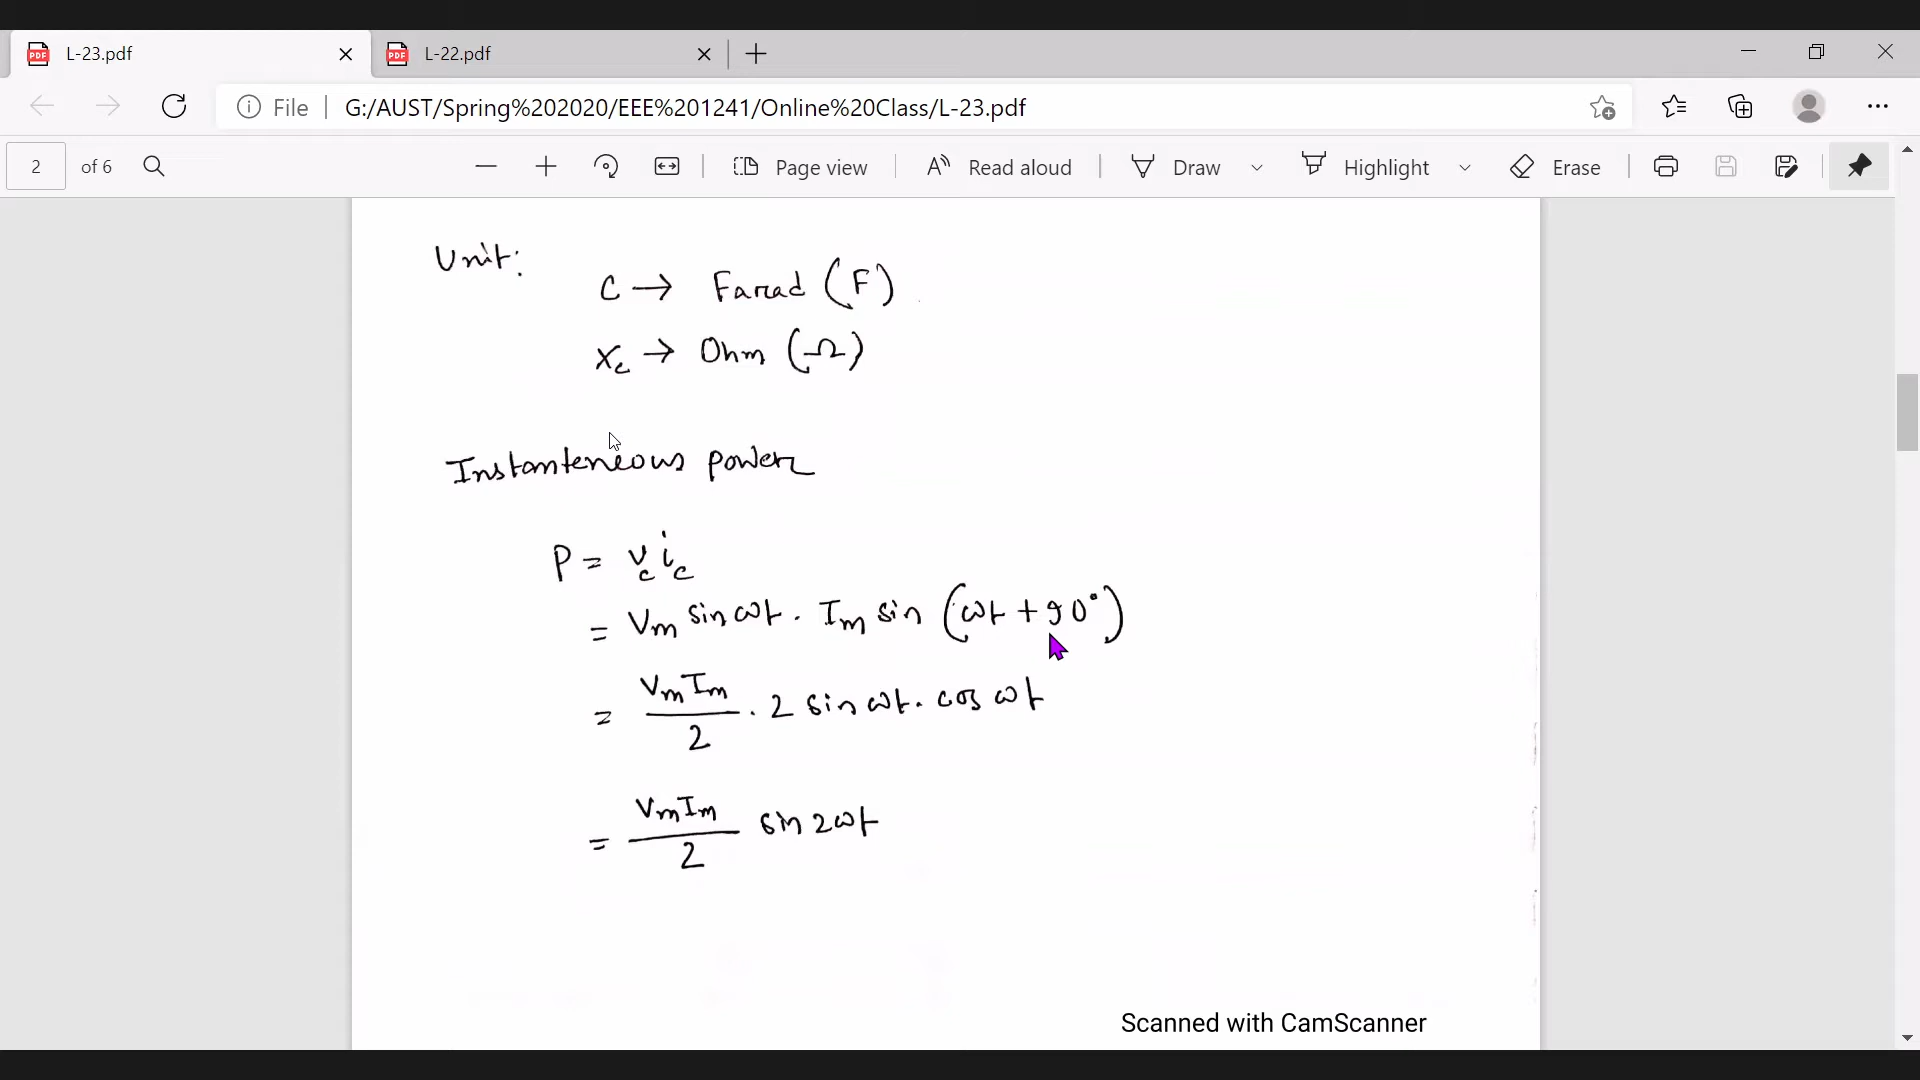 L-23.pdf
L-22.pdf
File
G:/AUST/Spring%202020/EEE%201241/Online%20Class/L-23.pdf
2 of 6
Page view
Read aloud
Draw
Highlight
Erase
Unit:
C → Farad (F)
Xc → Ohm (Ω)
Instanteneous power
P = vc ic
= Vm sin ωt . Im sin (ωt + 90°)
= VmIm/2 . 2 sin ωt . cos ωt
= VmIm/2 sin 2ωt
Scanned with CamScanner